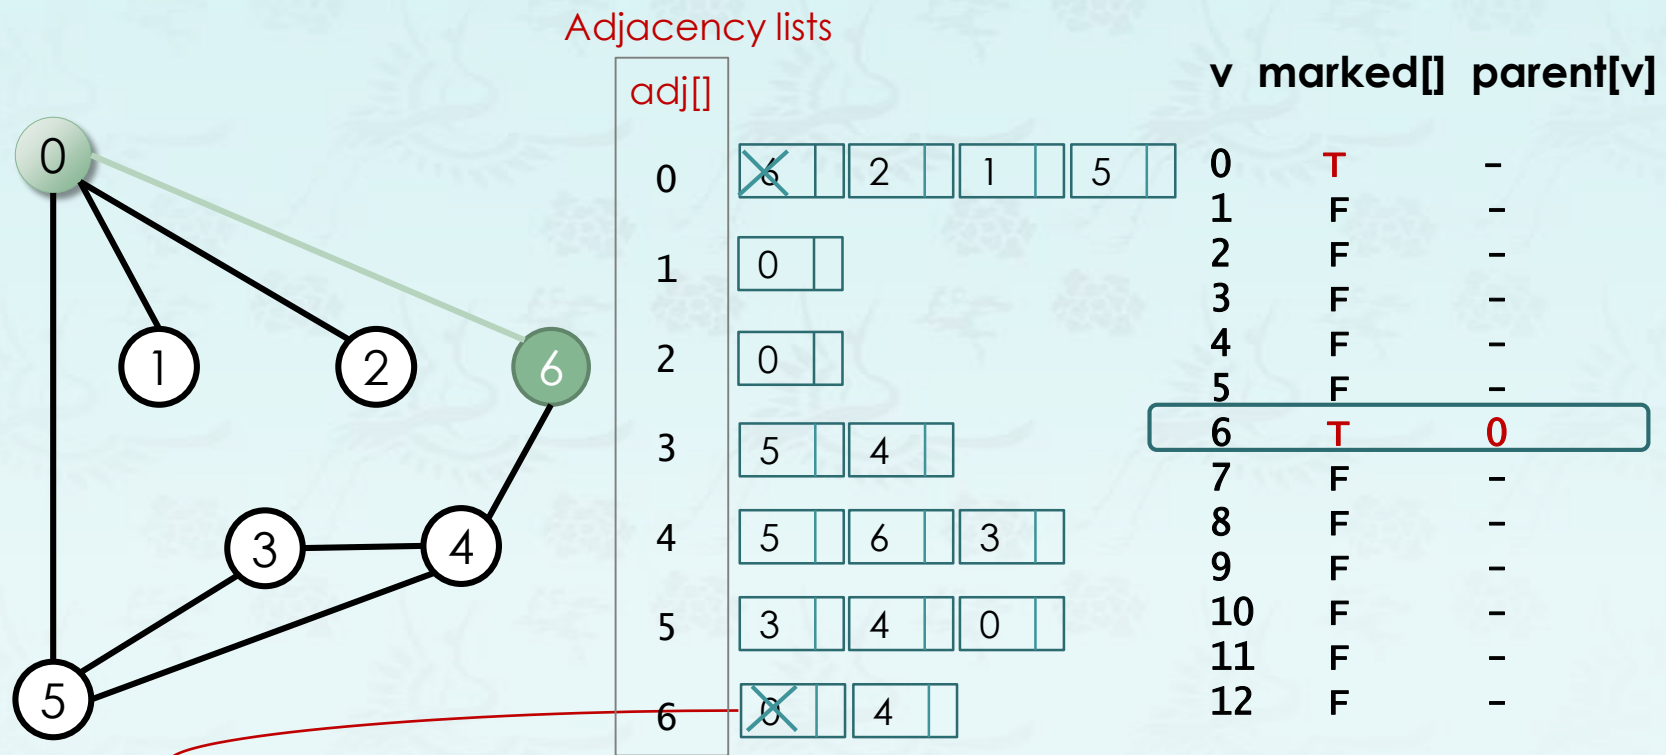 Adjacency lists
adj[]
v marked[] parent[v]
0
1
2
6
3
4
5
0 6 2 1 5
1 0
2 0
3 5 4
4 5 6 3
5 3 4 0
6 0 4
0 T -
1 F -
2 F -
3 F -
4 F -
5 F -
6 T 0
7 F -
8 F -
9 F -
10 F -
11 F -
12 F -